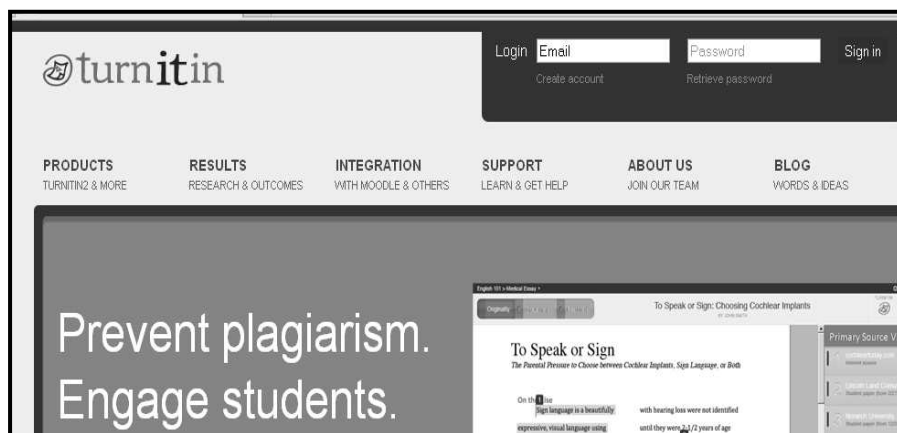 Login Email Password Sign in
Create account Retrieve password
turnitin
PRODUCTS RESULTS INTEGRATION SUPPORT ABOUT US BLOG
TURNITIN2 & MORE RESEARCH & OUTCOMES WITH MOODLE & OTHERS LEARN & GET HELP JOIN OUR TEAM WORDS & IDEAS
Prevent plagiarism.
Engage students.
English 101 > Medical Essay
Originality
To Speak or Sign: Choosing Cochlear Implants
BY JOHN SMITH
Primary Source V
To Speak or Sign
The Parental Pressure to Choose between Cochlear Implants, Sign Language, or Both
Sign language is a beautifully
expressive, visual language using
with hearing loss were not identified
until they were 2-1/2 years of age